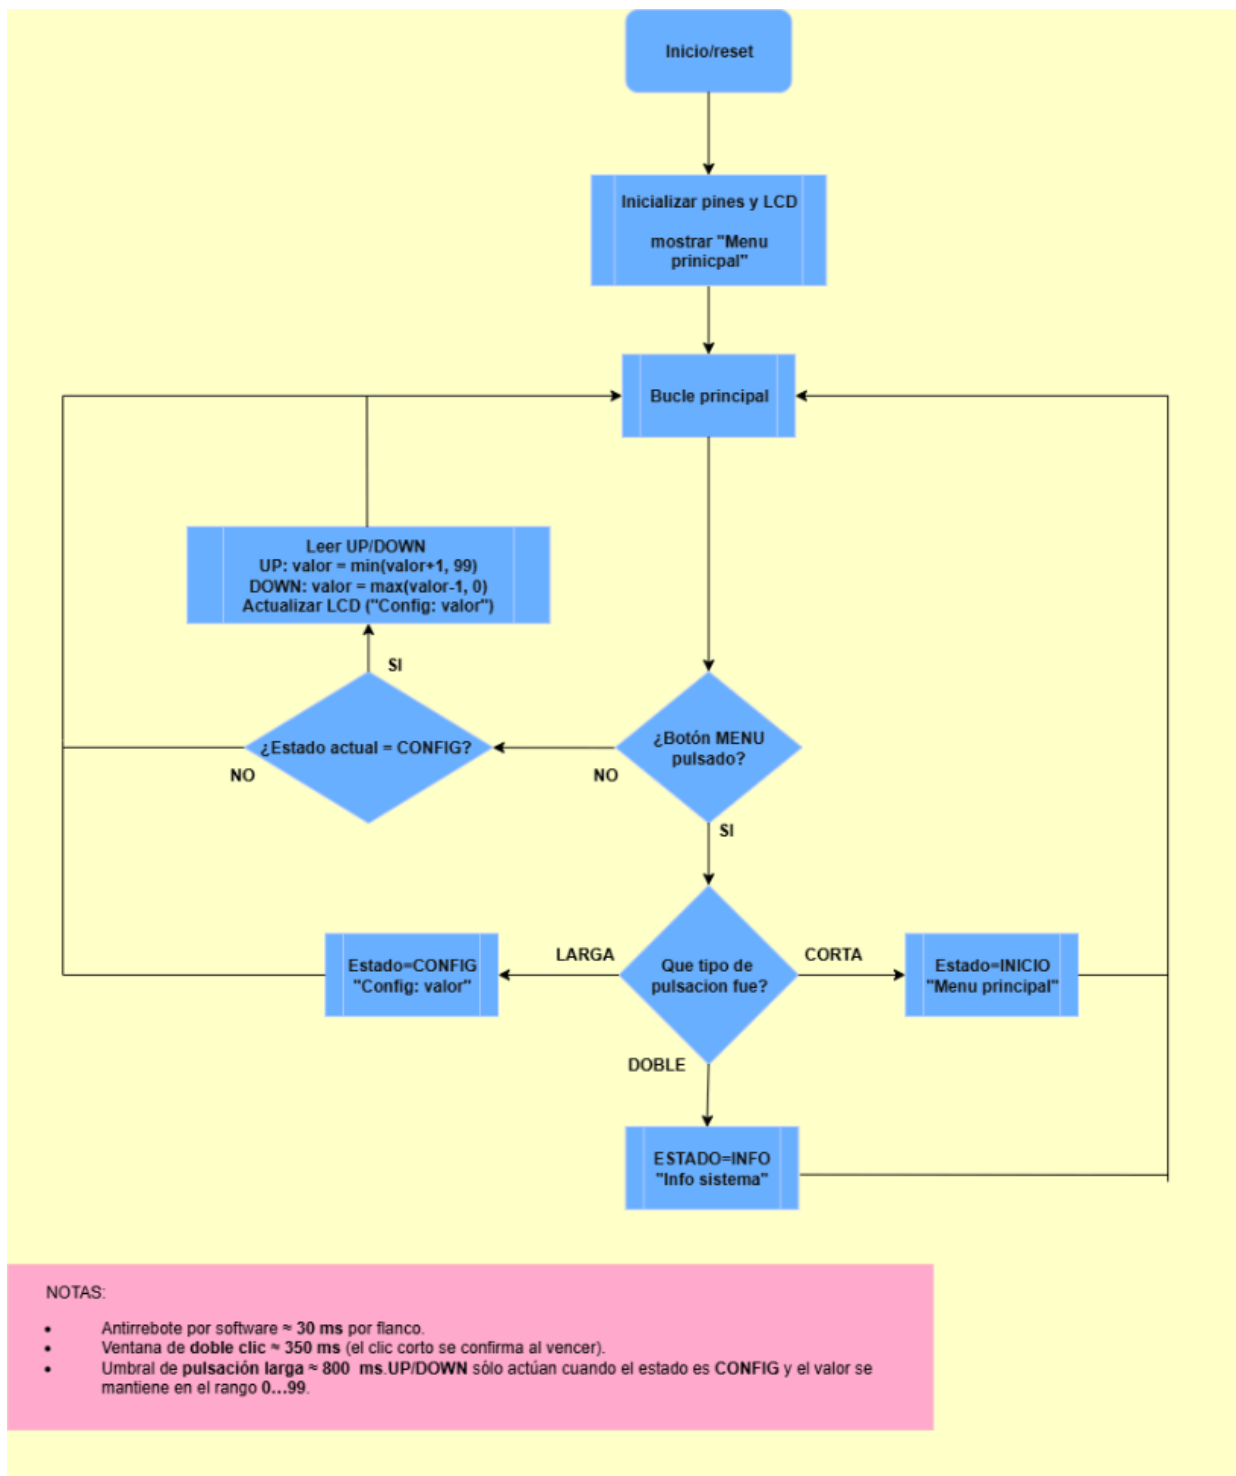 Inicio/reset
Inicializar pines y LCD
mostrar "Menu
prinicpal"
Bucle principal
Leer UP/DOWN
UP: valor = min(valor+1, 99)
DOWN: valor = max(valor-1, 0)
Actualizar LCD ("Config: valor")
SI
¿Estado actual = CONFIG?
NO
¿Botón MENU
pulsado?
NO
SI
LARGA
Estado=CONFIG
"Config: valor"
Que tipo de
pulsacion fue?
CORTA
Estado=INICIO
"Menu principal"
DOBLE
ESTADO=INFO
"Info sistema"
NOTAS:
• Antirrebote por software ≈ 30 ms por flanco.
• Ventana de doble clic ≈ 350 ms (el clic corto se confirma al vencer).
• Umbral de pulsación larga ≈ 800 ms.UP/DOWN sólo actúan cuando el estado es CONFIG y el valor se
mantiene en el rango 0…99.